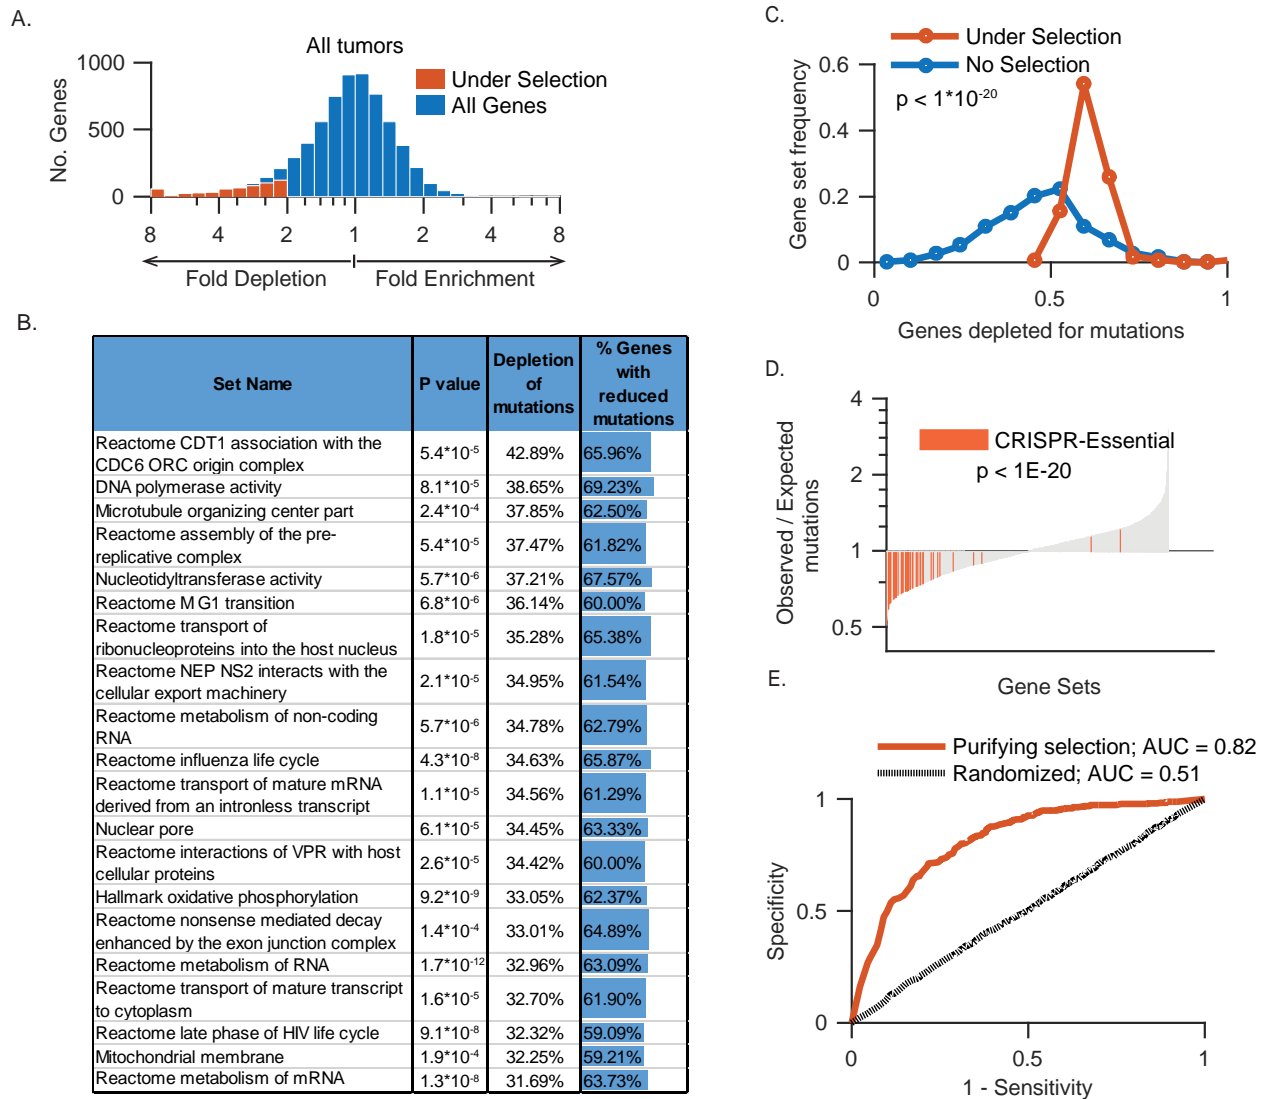 A.
All tumors
Under Selection
All Genes
No. Genes
1000
500
0
8 4 2 1 2 4 8
Fold Depletion Fold Enrichment
B.
Set Name P value Depletion of mutations % Genes with reduced mutations
Reactome CDT1 association with the
CDC6 ORC origin complex 5.4*10-5 42.89% 65.96%
DNA polymerase activity 8.1*10-5 38.65% 69.23%
Microtubule organizing center part 2.4*10-4 37.85% 62.50%
Reactome assembly of the pre-
replicative complex 5.4*10-5 37.47% 61.82%
Nucleotidyltransferase activity 5.7*10-6 37.21% 67.57%
Reactome M G1 transition 6.8*10-6 36.14% 60.00%
Reactome transport of
ribonucleoproteins into the host nucleus 1.8*10-5 35.28% 65.38%
Reactome NEP NS2 interacts with the
cellular export machinery 2.1*10-5 34.95% 61.54%
Reactome metabolism of non-coding
RNA 5.7*10-6 34.78% 62.79%
Reactome influenza life cycle 4.3*10-8 34.63% 65.87%
Reactome transport of mature mRNA
derived from an intronless transcript 1.1*10-5 34.56% 61.29%
Nuclear pore 6.1*10-5 34.45% 63.33%
Reactome interactions of VPR with host
cellular proteins 2.6*10-5 34.42% 60.00%
Hallmark oxidative phosphorylation 9.2*10-9 33.05% 62.37%
Reactome nonsense mediated decay
enhanced by the exon junction complex 1.4*10-4 33.01% 64.89%
Reactome metabolism of RNA 1.7*10-12 32.96% 63.09%
Reactome transport of mature transcript
to cytoplasm 1.6*10-5 32.70% 61.90%
Reactome late phase of HIV life cycle 9.1*10-8 32.32% 59.09%
Mitochondrial membrane 1.9*10-4 32.25% 59.21%
Reactome metabolism of mRNA 1.3*10-8 31.69% 63.73%
C.
Under Selection
No Selection
p < 1*10-20
Gene set frequency
0.6
0.4
0.2
0
0 0.5 1
Genes depleted for mutations
D.
CRISPR-Essential
p < 1E-20
Observed / Expected
mutations
4
2
1
0.5
Gene Sets
E.
Purifying selection; AUC = 0.82
Randomized; AUC = 0.51
Specificity
1
0.5
0
0 0.5 1
1 - Sensitivity